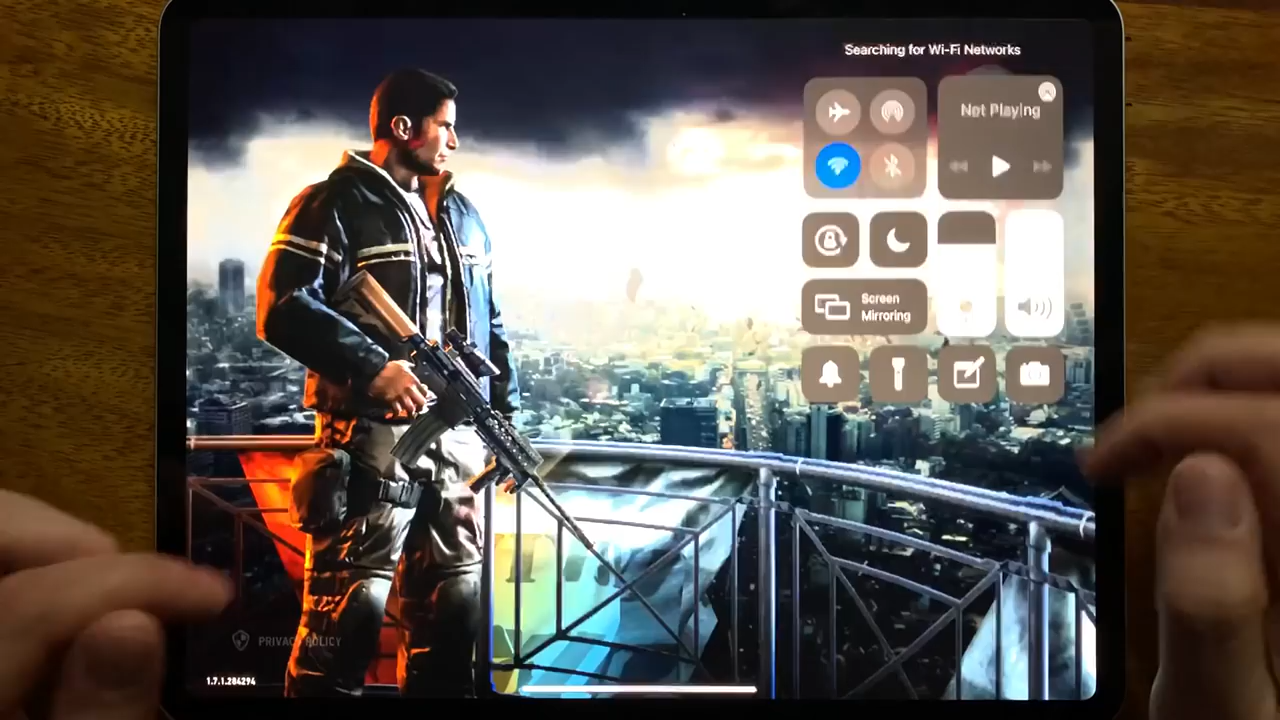 Searching for Wi-Fi Networks
Not Playing
Screen
Mirroring
PRIVACY POLICY
1.7.1.284294